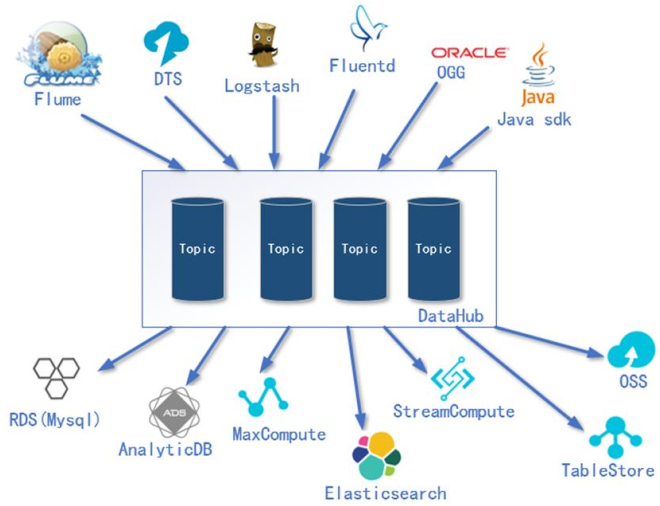 FLUME
Flume
DTS
Logstash
Fluentd
ORACLE
OGG
Java
Java sdk
Topic
Topic
Topic
Topic
DataHub
RDS(Mysql)
ADS
AnalyticDB
MaxCompute
Elasticsearch
StreamCompute
OSS
TableStore